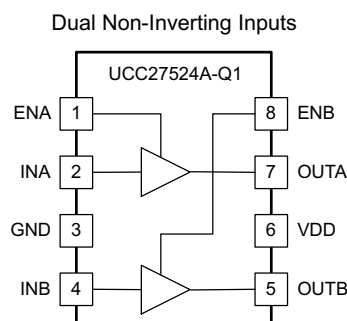 Dual Non-Inverting Inputs
UCC27524A-Q1
ENA 1 8 ENB
INA 2 7 OUTA
GND 3 6 VDD
INB 4 5 OUTB